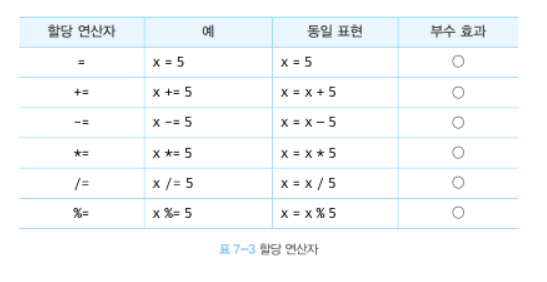 할당 연산자 예 동일 표현 부수 효과
= x = 5 x = 5 ○
+= x += 5 x = x + 5 ○
-= x -= 5 x = x – 5 ○
*= x *= 5 x = x * 5 ○
/= x /= 5 x = x / 5 ○
%= x %= 5 x = x % 5 ○
표 7-3 할당 연산자